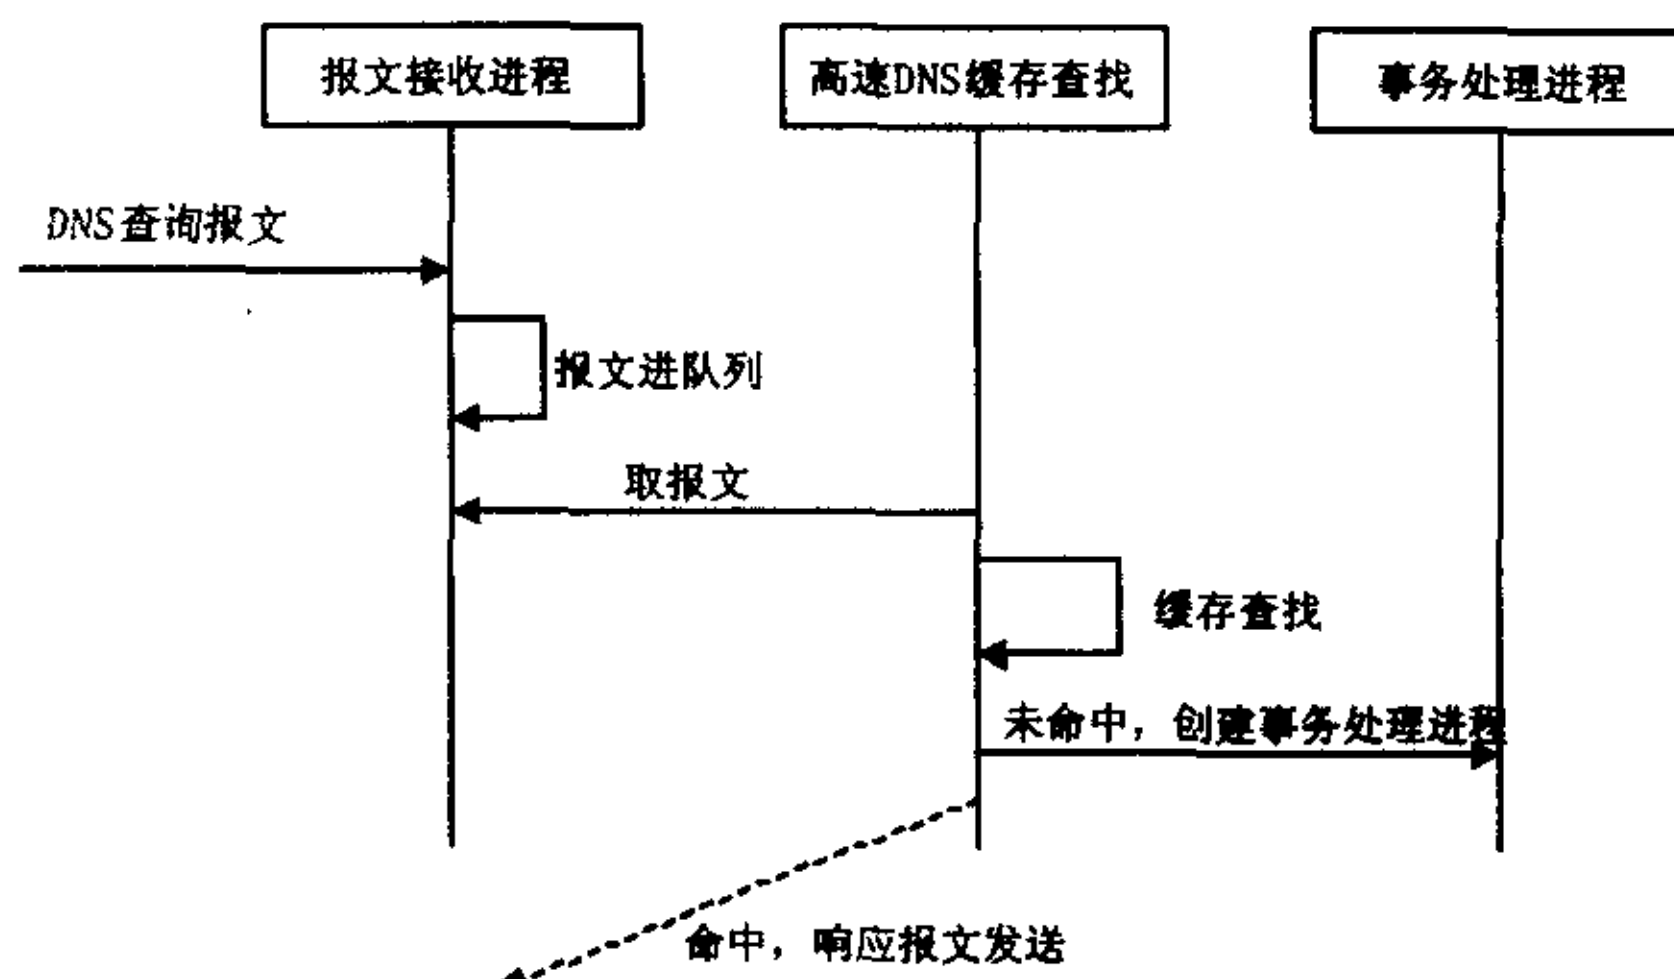 报文接收进程
高速DNS缓存查找
事务处理进程
DNS查询报文
报文进队列
取报文
缓存查找
未命中，创建事务处理进程
命中，响应报文发送